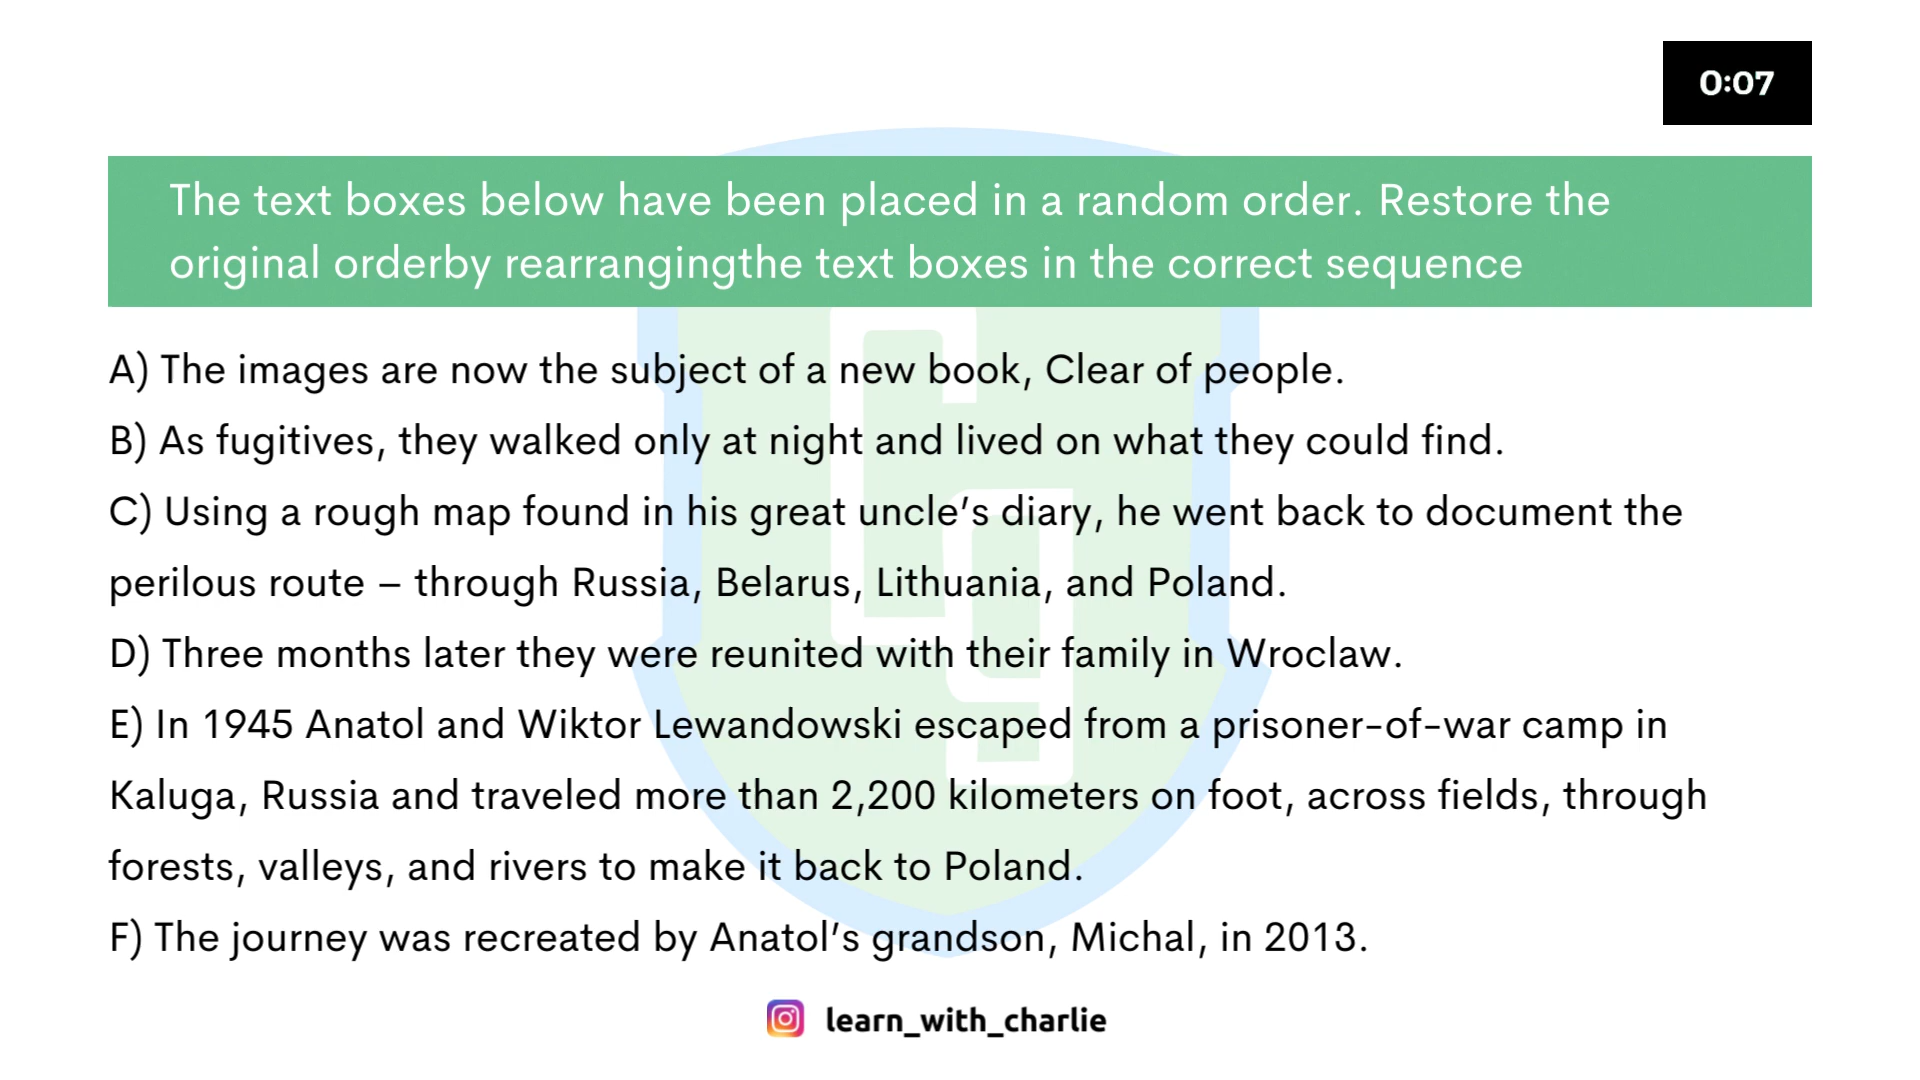 0:07
The text boxes below have been placed in a random order. Restore the
original orderby rearrangingthe text boxes in the correct sequence
A) The images are now the subject of a new book, Clear of people.
B) As fugitives, they walked only at night and lived on what they could find.
C) Using a rough map found in his great uncle’s diary, he went back to document the
perilous route – through Russia, Belarus, Lithuania, and Poland.
D) Three months later they were reunited with their family in Wroclaw.
E) In 1945 Anatol and Wiktor Lewandowski escaped from a prisoner-of-war camp in
Kaluga, Russia and traveled more than 2,200 kilometers on foot, across fields, through
forests, valleys, and rivers to make it back to Poland.
F) The journey was recreated by Anatol’s grandson, Michal, in 2013.
learn_with_charlie